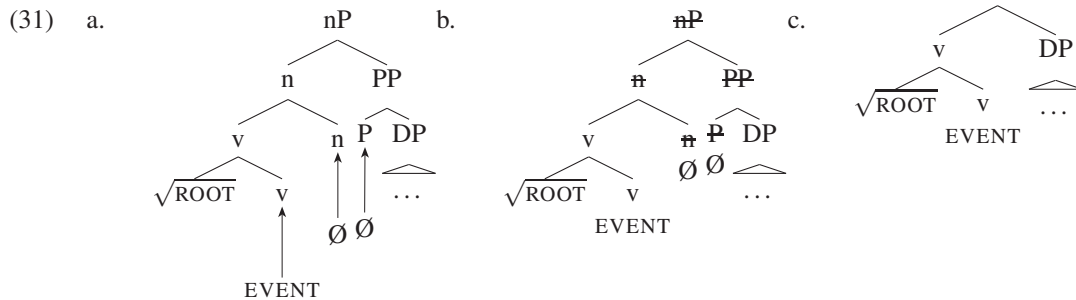 (31) a. nP b. nP c.
n PP n PP v DP
v n P DP v n P DP √ROOT v ...
Ø Ø EVENT
√ROOT v ... √ROOT v ...
Ø Ø EVENT
EVENT